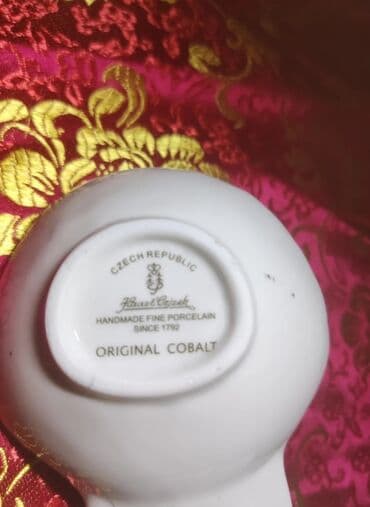 CZECH REPUBLIC
HANDMADE FINE PORCELAIN
SINCE 1792
ORIGINAL COBALT